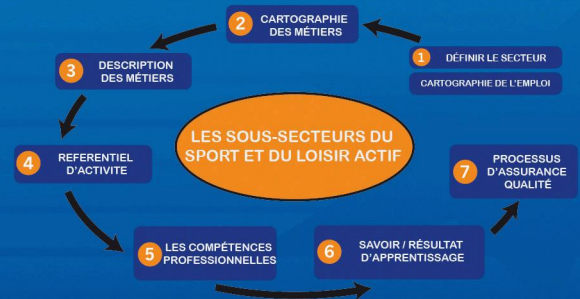 1 DÉFINIR LE SECTEUR
CARTOGRAPHIE DE L'EMPLOI
2 CARTOGRAPHIE
DES MÉTIERS
3 DESCRIPTION
DES MÉTIERS
4 REFERENTIEL
D'ACTIVITE
5 LES COMPÉTENCES
PROFESSIONNELLES
6 SAVOIR / RÉSULTAT
D'APPRENTISSAGE
7 PROCESSUS
D'ASSURANCE
QUALITÉ
LES SOUS-SECTEURS DU
SPORT ET DU LOISIR ACTIF